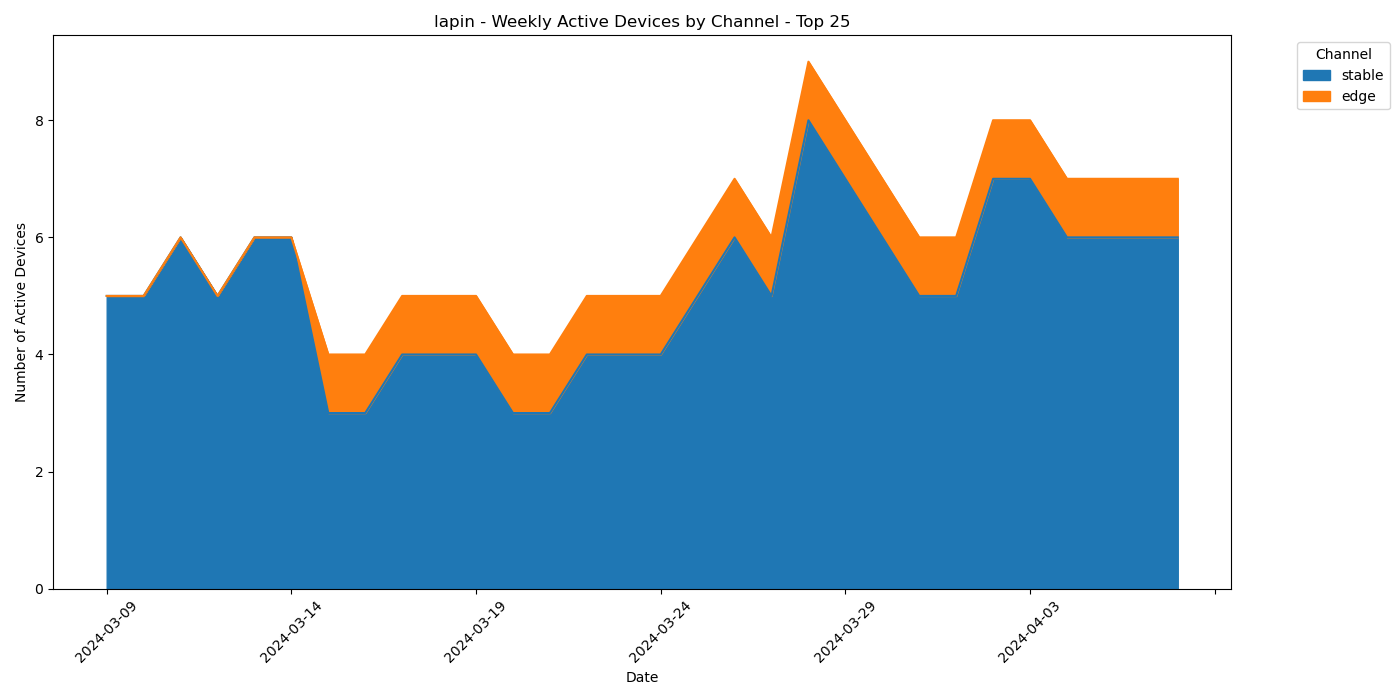 lapin - Weekly Active Devices by Channel - Top 25
Channel
stable
edge
Number of Active Devices
8
6
4
2
0
2024-03-09
2024-03-14
2024-03-19
2024-03-24
2024-03-29
2024-04-03
Date